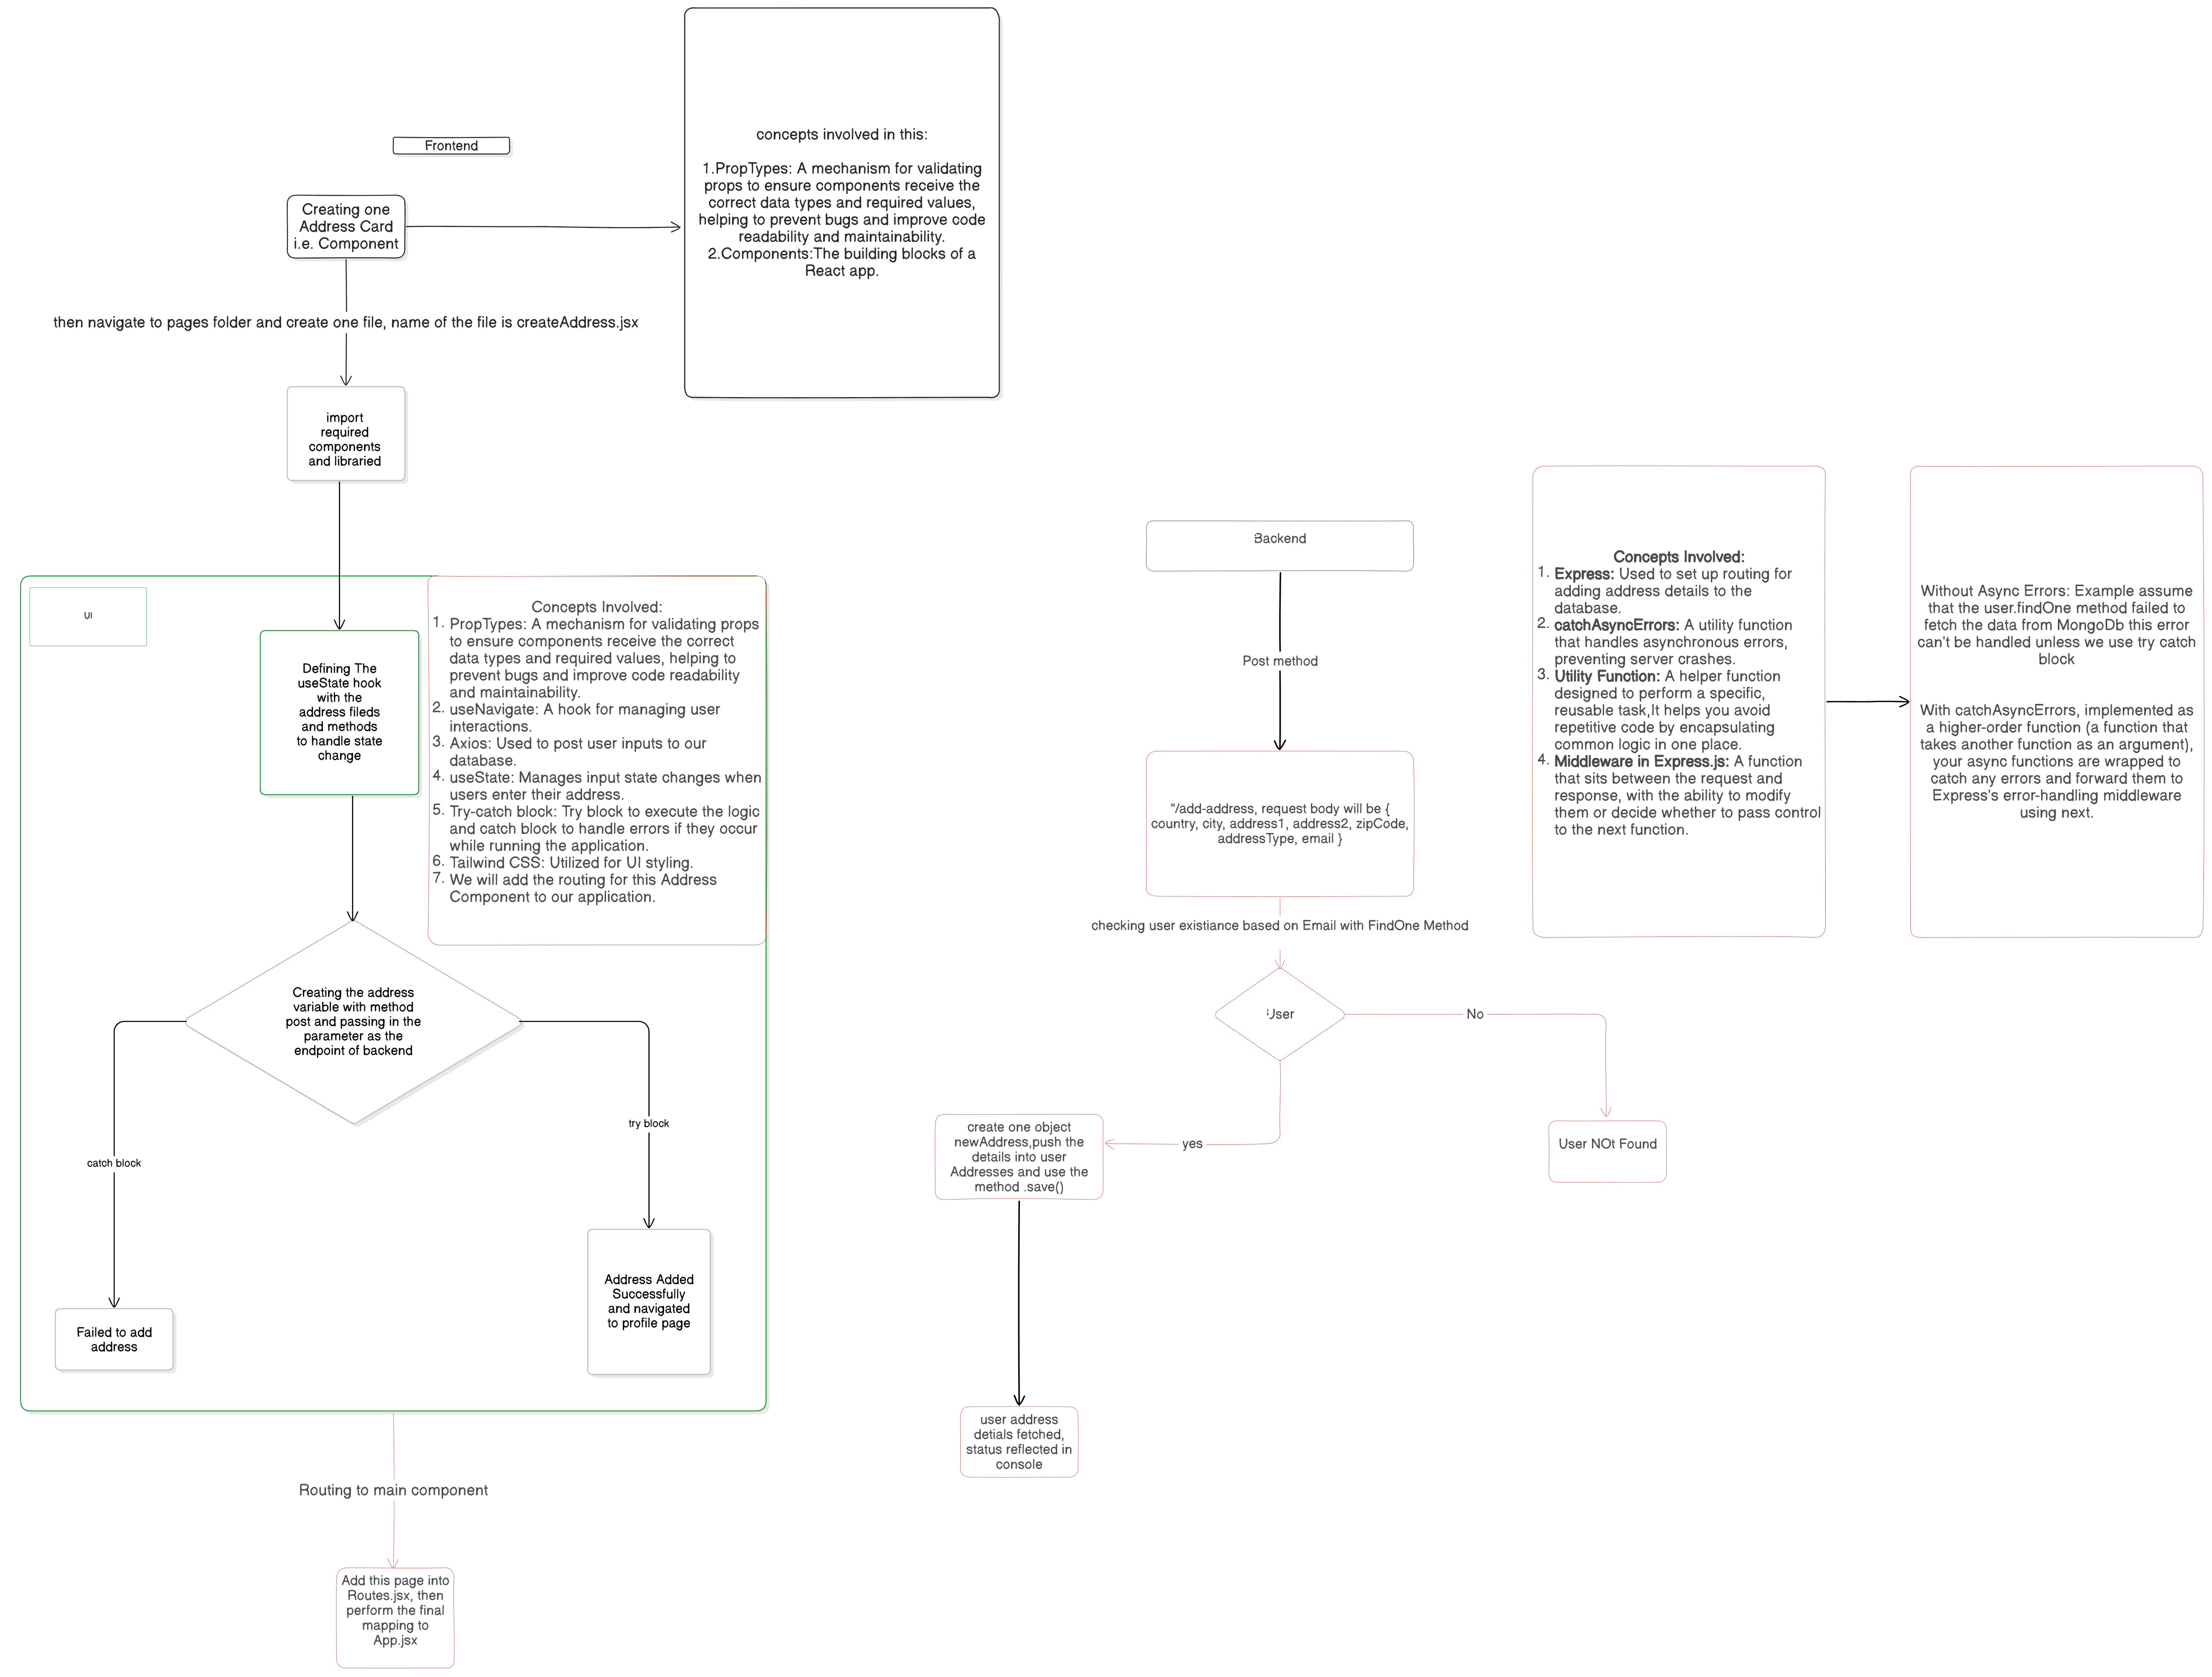 Frontend
Creating one
Address Card
i.e. Component
concepts involved in this:
1.PropTypes: A mechanism for validating
props to ensure components receive the
correct data types and required values,
helping to prevent bugs and improve code
readability and maintainability.
2.Components:The building blocks of a
React app.
then navigate to pages folder and create one file, name of the file is createAddress.jsx
import
required
components
and libraried
UI
Defining The
useState hook
with the
address fileds
and methods
to handle state
change
Concepts Involved:
1. PropTypes: A mechanism for validating props
to ensure components receive the correct
data types and required values, helping to
prevent bugs and improve code readability
and maintainability.
2. useNavigate: A hook for managing user
interactions.
3. Axios: Used to post user inputs to our
database.
4. useState: Manages input state changes when
users enter their address.
5. Try-catch block: Try block to execute the logic
and catch block to handle errors if they occur
while running the application.
6. Tailwind CSS: Utilized for UI styling.
7. We will add the routing for this Address
Component to our application.
Creating the address
variable with method
post and passing in the
parameter as the
endpoint of backend
catch block
try block
Failed to add
address
Address Added
Successfully
and navigated
to profile page
Routing to main component
Add this page into
Routes.jsx, then
perform the final
mapping to
App.jsx
Backend
Post method
"/add-address, request body will be {
country, city, address1, address2, zipCode,
addressType, email }
checking user existiance based on Email with FindOne Method
User
No
yes
User NOt Found
create one object
newAddress,push the
details into user
Addresses and use the
method .save()
user address
detials fetched,
status reflected in
console
Concepts Involved:
1. Express: Used to set up routing for
adding address details to the
database.
2. catchAsyncErrors: A utility function
that handles asynchronous errors,
preventing server crashes.
3. Utility Function: A helper function
designed to perform a specific,
reusable task,It helps you avoid
repetitive code by encapsulating
common logic in one place.
4. Middleware in Express.js: A function
that sits between the request and
response, with the ability to modify
them or decide whether to pass control
to the next function.
Without Async Errors: Example assume
that the user.findOne method failed to
fetch the data from MongoDb this error
can't be handled unless we use try catch
block
With catchAsyncErrors, implemented as
a higher-order function (a function that
takes another function as an argument),
your async functions are wrapped to
catch any errors and forward them to
Express's error-handling middleware
using next.